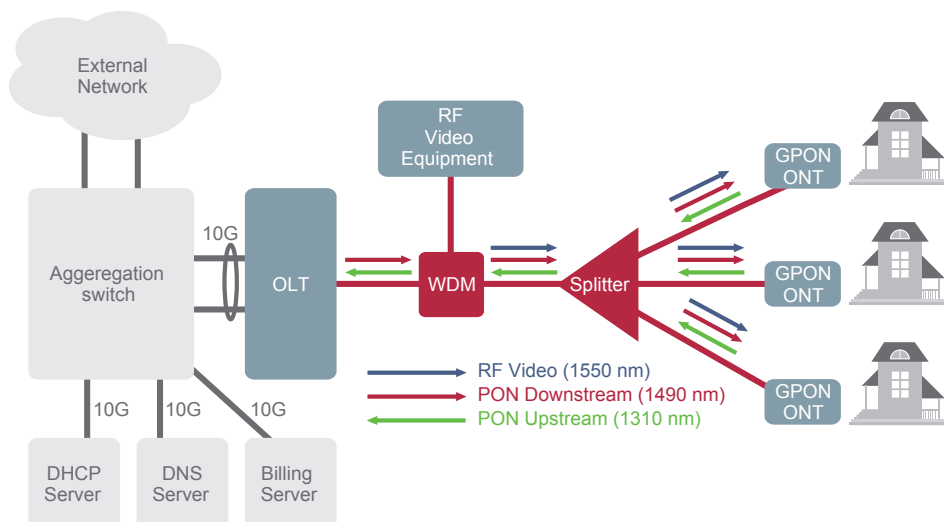 External
Network
RF
Video
Equipment
GPON
ONT
10G
Aggeregation
switch
OLT
WDM
Splitter
GPON
ONT
RF Video (1550 nm)
PON Downstream (1490 nm)
PON Upstream (1310 nm)
GPON
ONT
10G
10G
10G
DHCP
Server
DNS
Server
Billing
Server